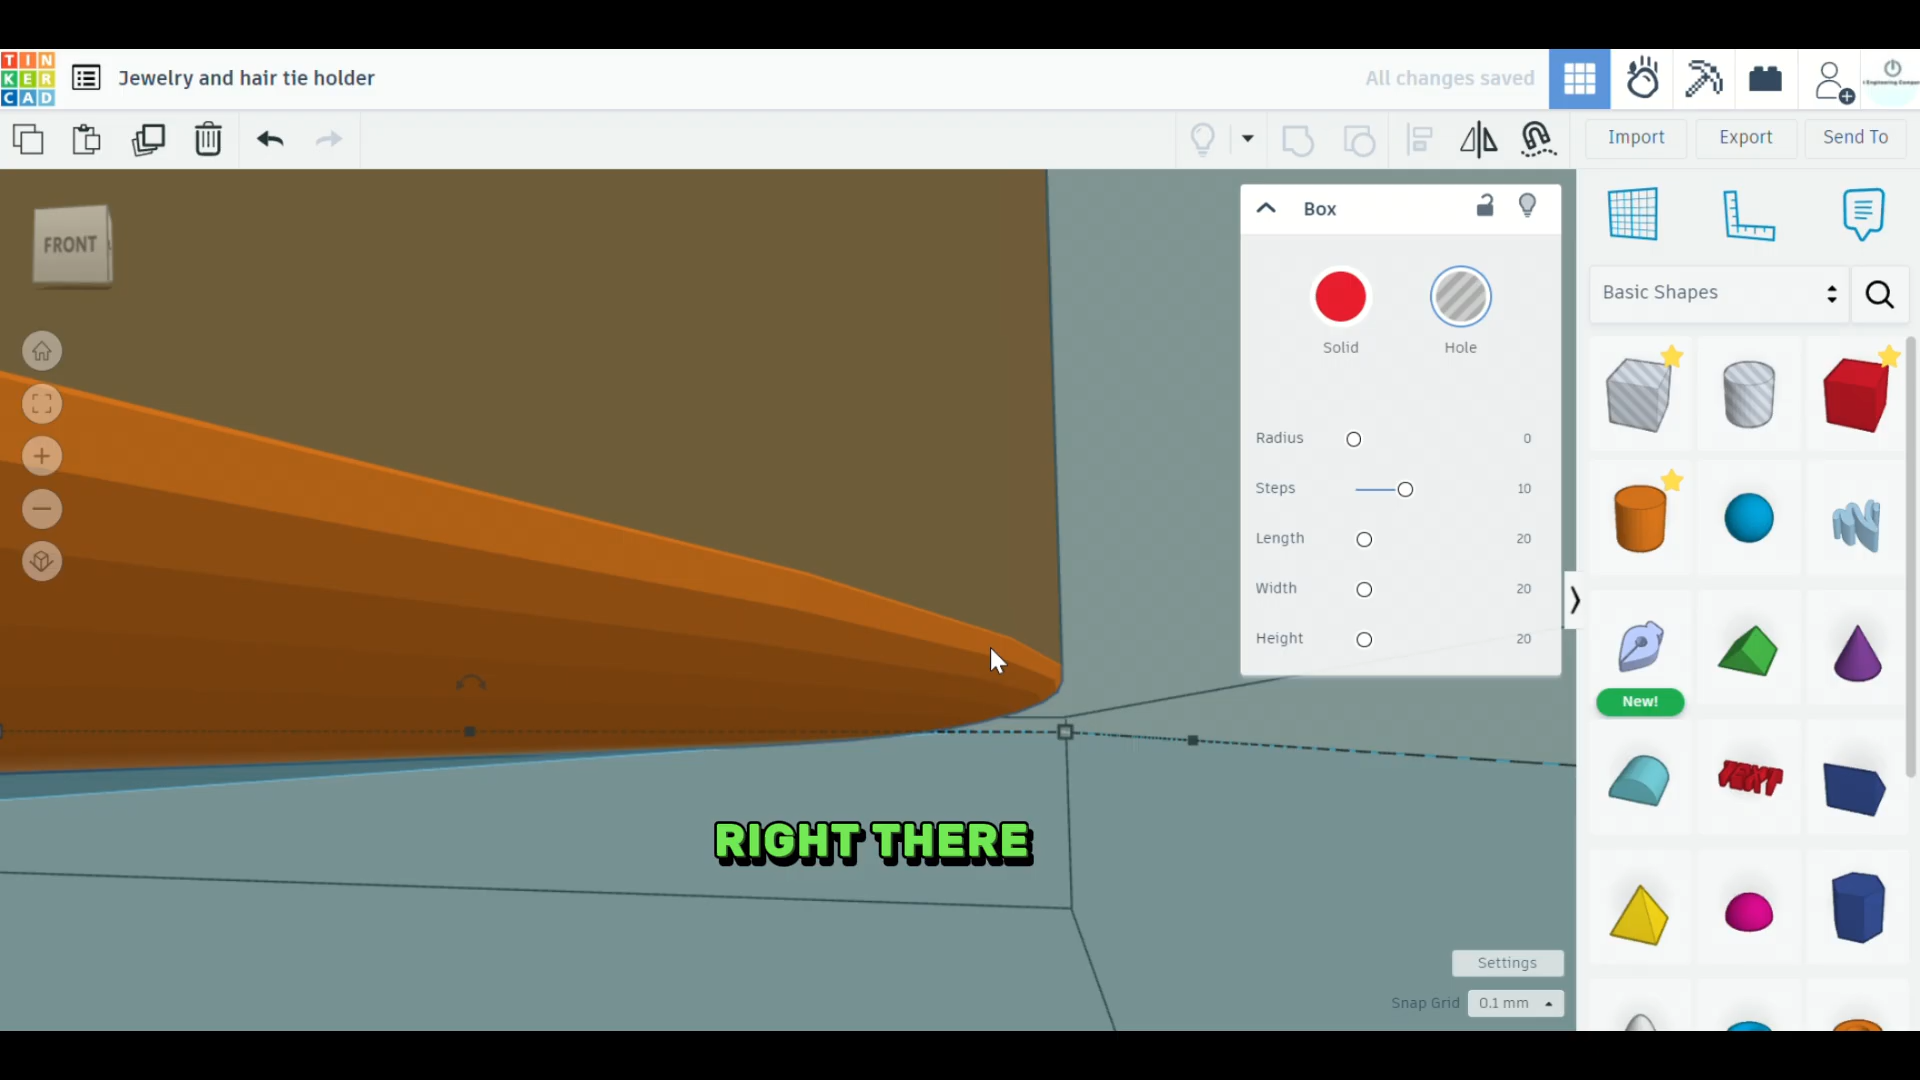 TIN
KER
CAD
Jewelry and hair tie holder
All changes saved
Import
Export
Send To
FRONT
Box
Solid
Hole
Radius
0
Steps
10
Length
20
Width
20
Height
20
Basic Shapes
New!
TEXT
RIGHT THERE
Settings
Snap Grid
0.1 mm